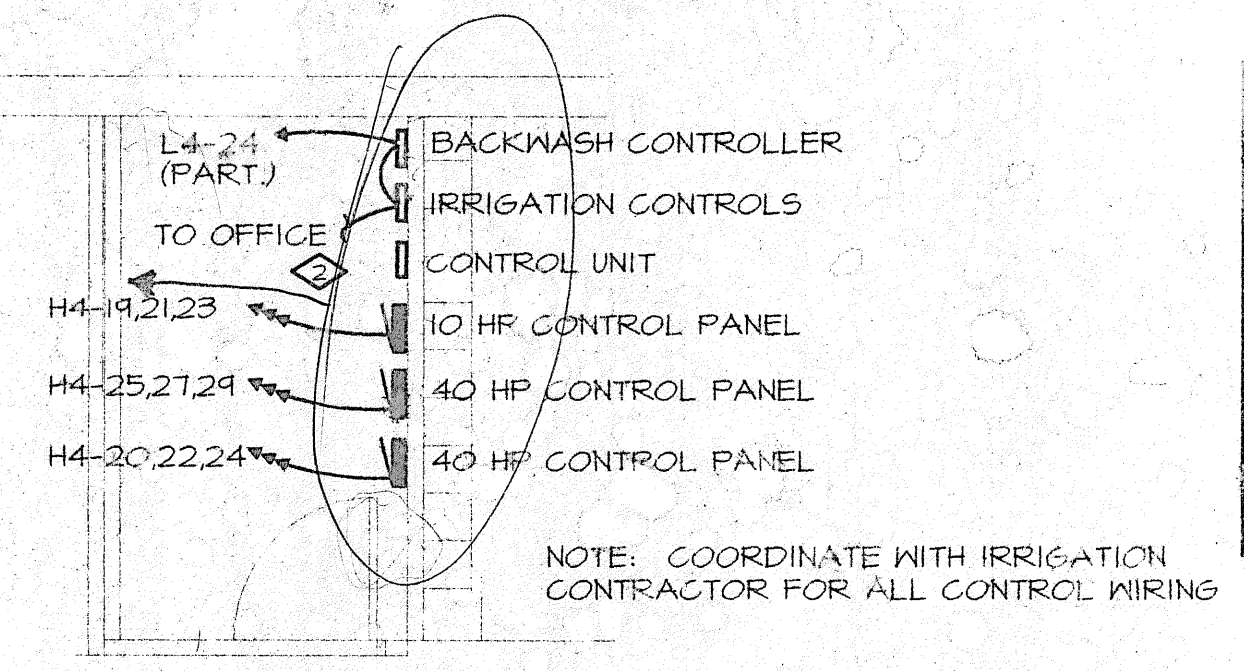 L4-24
(PART.)
BACKWASH CONTROLLER
IRRIGATION CONTROLS
TO OFFICE
2
CONTROL UNIT
H4-19,21,23
10 HP CONTROL PANEL
H4-25,27,29
40 HP CONTROL PANEL
H4-20,22,24
40 HP CONTROL PANEL
NOTE: COORDINATE WITH IRRIGATION
CONTRACTOR FOR ALL CONTROL WIRING